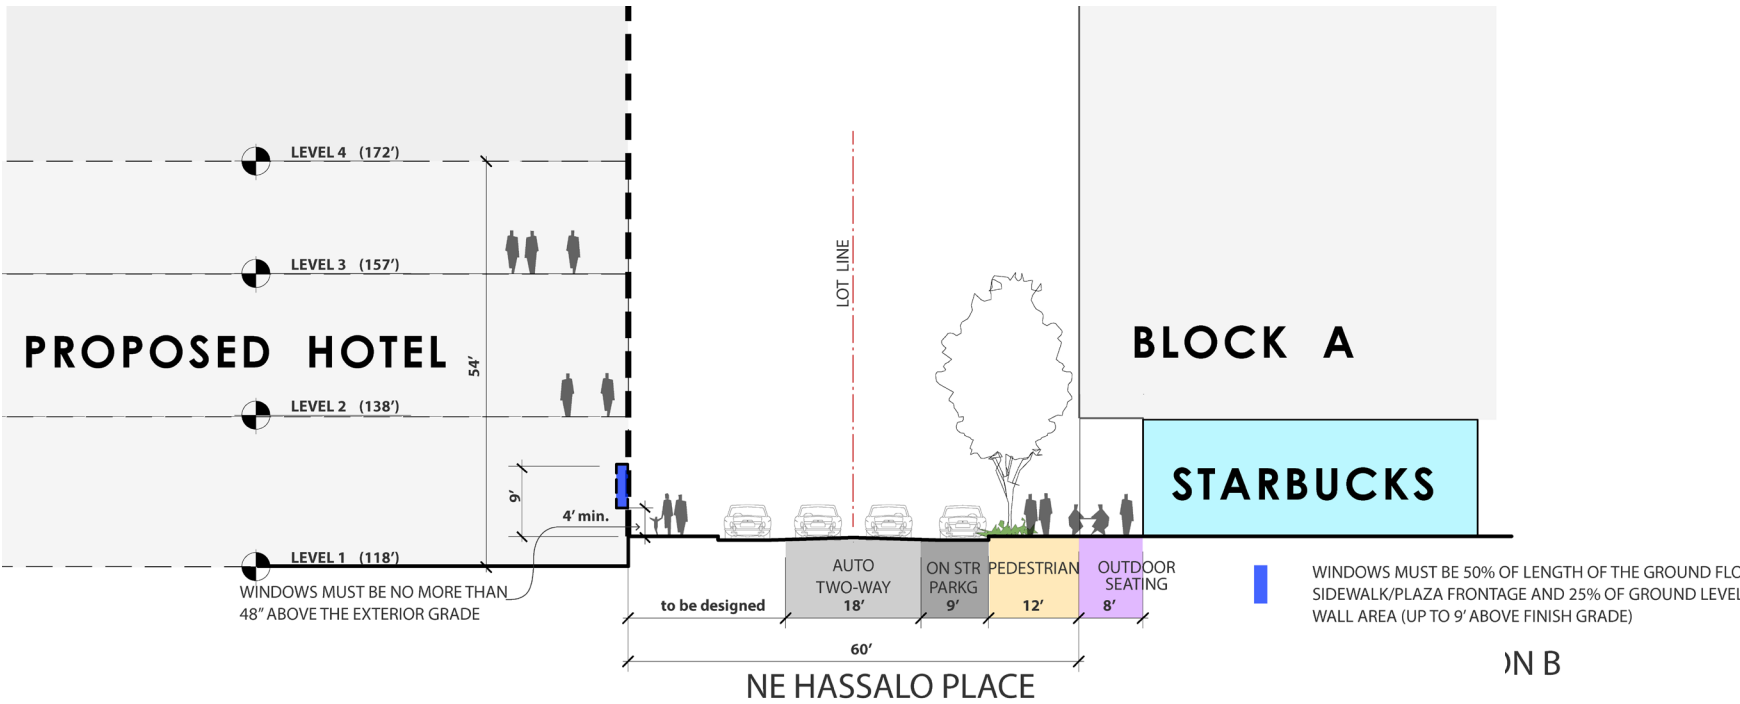 LEVEL 4 (172')
LEVEL 3 (157')
LOT LINE
PROPOSED HOTEL
54'
BLOCK A
LEVEL 2 (138')
9'
4' min.
STARBUCKS
LEVEL 1 (118')
WINDOWS MUST BE NO MORE THAN
48" ABOVE THE EXTERIOR GRADE
AUTO
TWO-WAY
18'
ON STR
PARKG
9'
PEDESTRIAN
12'
OUTDOOR
SEATING
8'
to be designed
60'
NE HASSALO PLACE
WINDOWS MUST BE 50% OF LENGTH OF THE GROUND FLO
SIDEWALK/PLAZA FRONTAGE AND 25% OF GROUND LEVEL
WALL AREA (UP TO 9' ABOVE FINISH GRADE)
ON B